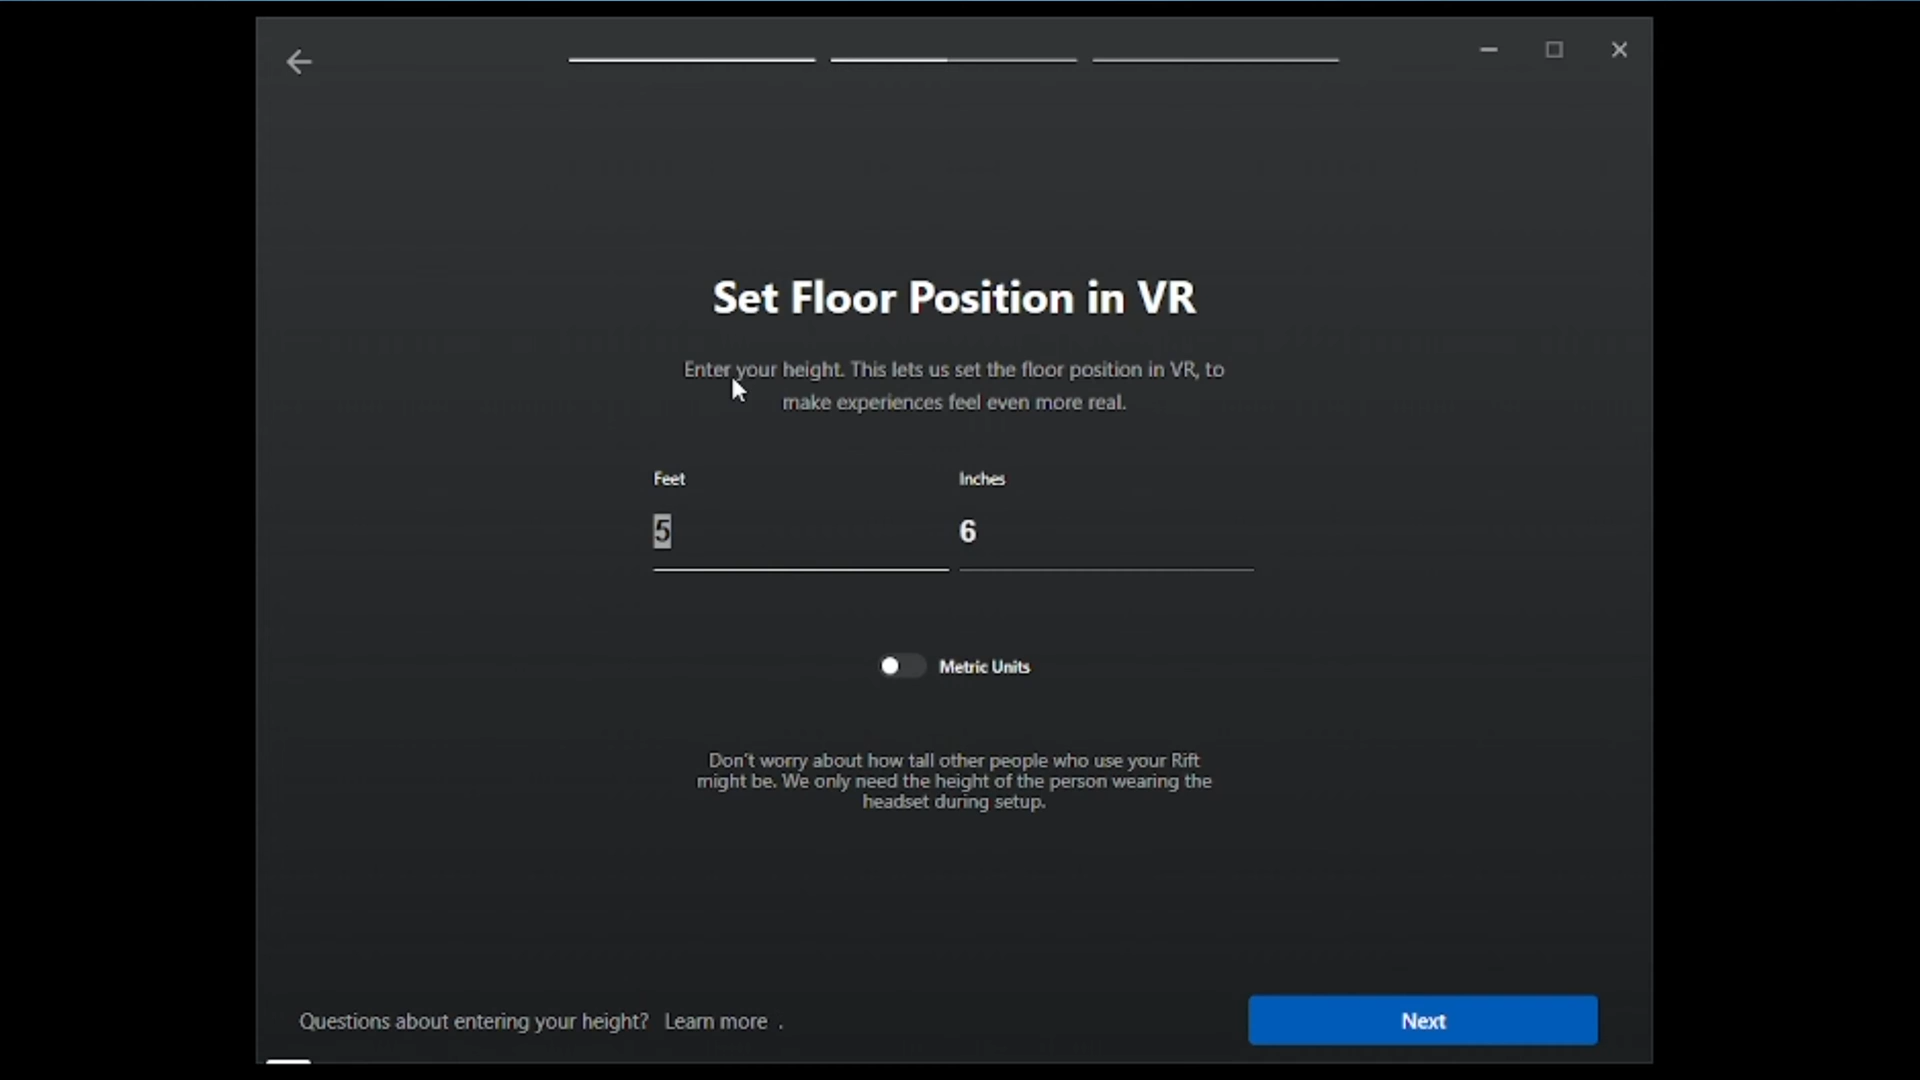 Set Floor Position in VR
Enter your height. This lets us set the floor position in VR, to
make experiences feel even more real.
Feet
Inches
5
6
Metric Units
Don't worry about how tall other people who use your Rift
might be. We only need the height of the person wearing the
headset during setup.
Questions about entering your height? Learn more .
Next